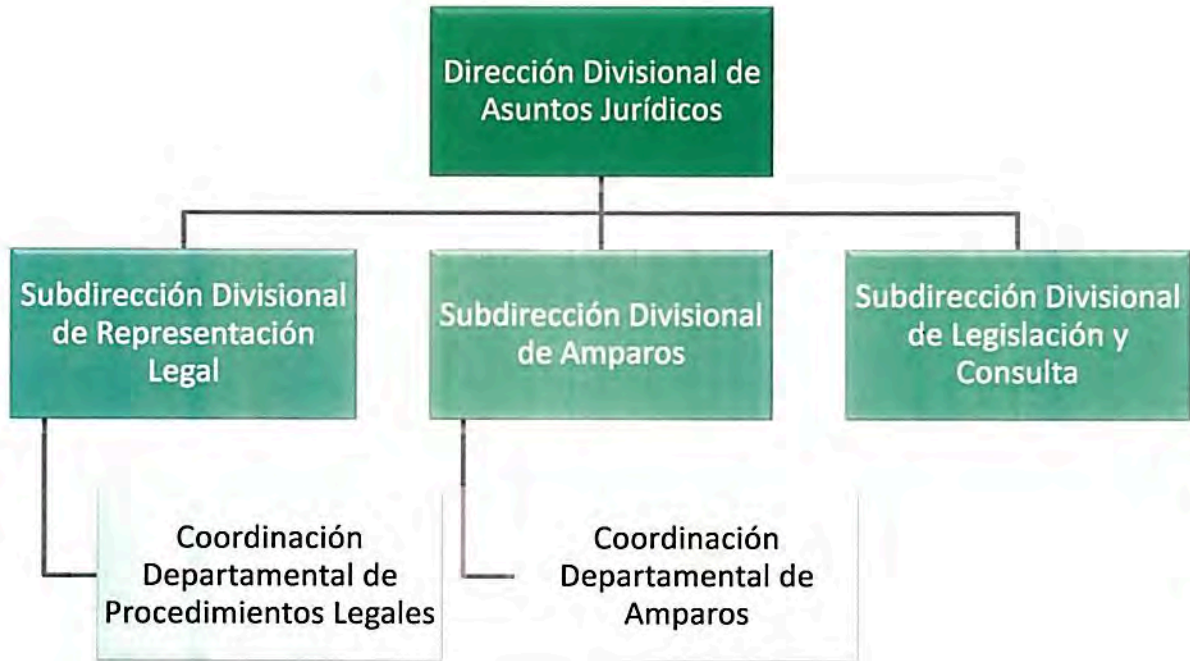 Dirección Divisional de
Asuntos Jurídicos
Subdirección Divisional
de Representación
Legal
Subdirección Divisional
de Amparos
Subdirección Divisional
de Legislación y
Consulta
Coordinación
Departamental de
Procedimientos Legales
Coordinación
Departamental de
Amparos